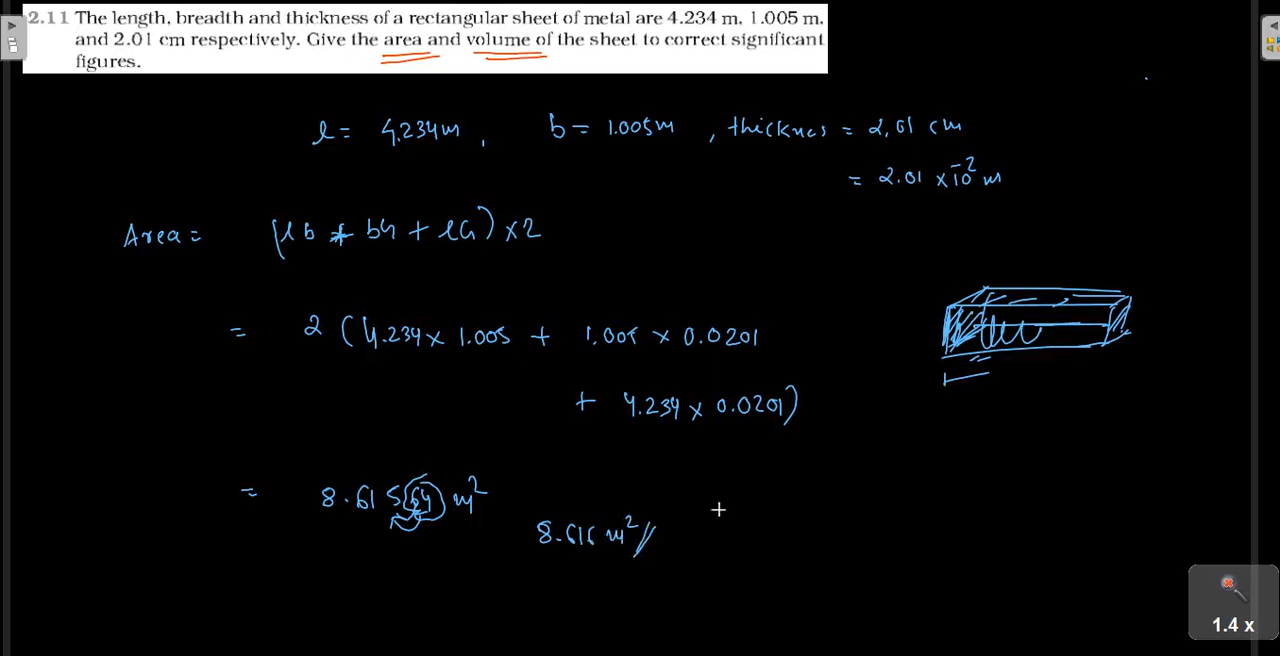 2.11 The length, breadth and thickness of a rectangular sheet of metal are 4.234 m, 1.005 m,
and 2.01 cm respectively. Give the area and volume of the sheet to correct significant
figures.
l = 4.234m , b = 1.005m , thicknes = 2.01 cm
= 2.01 × 10⁻² m
Area = (lb + bh + lh) × 2
= 2 (4.234 × 1.005 + 1.005 × 0.0201
+ 4.234 × 0.0201)
= 8.61564 m²
8.616 m² //
1.4 x